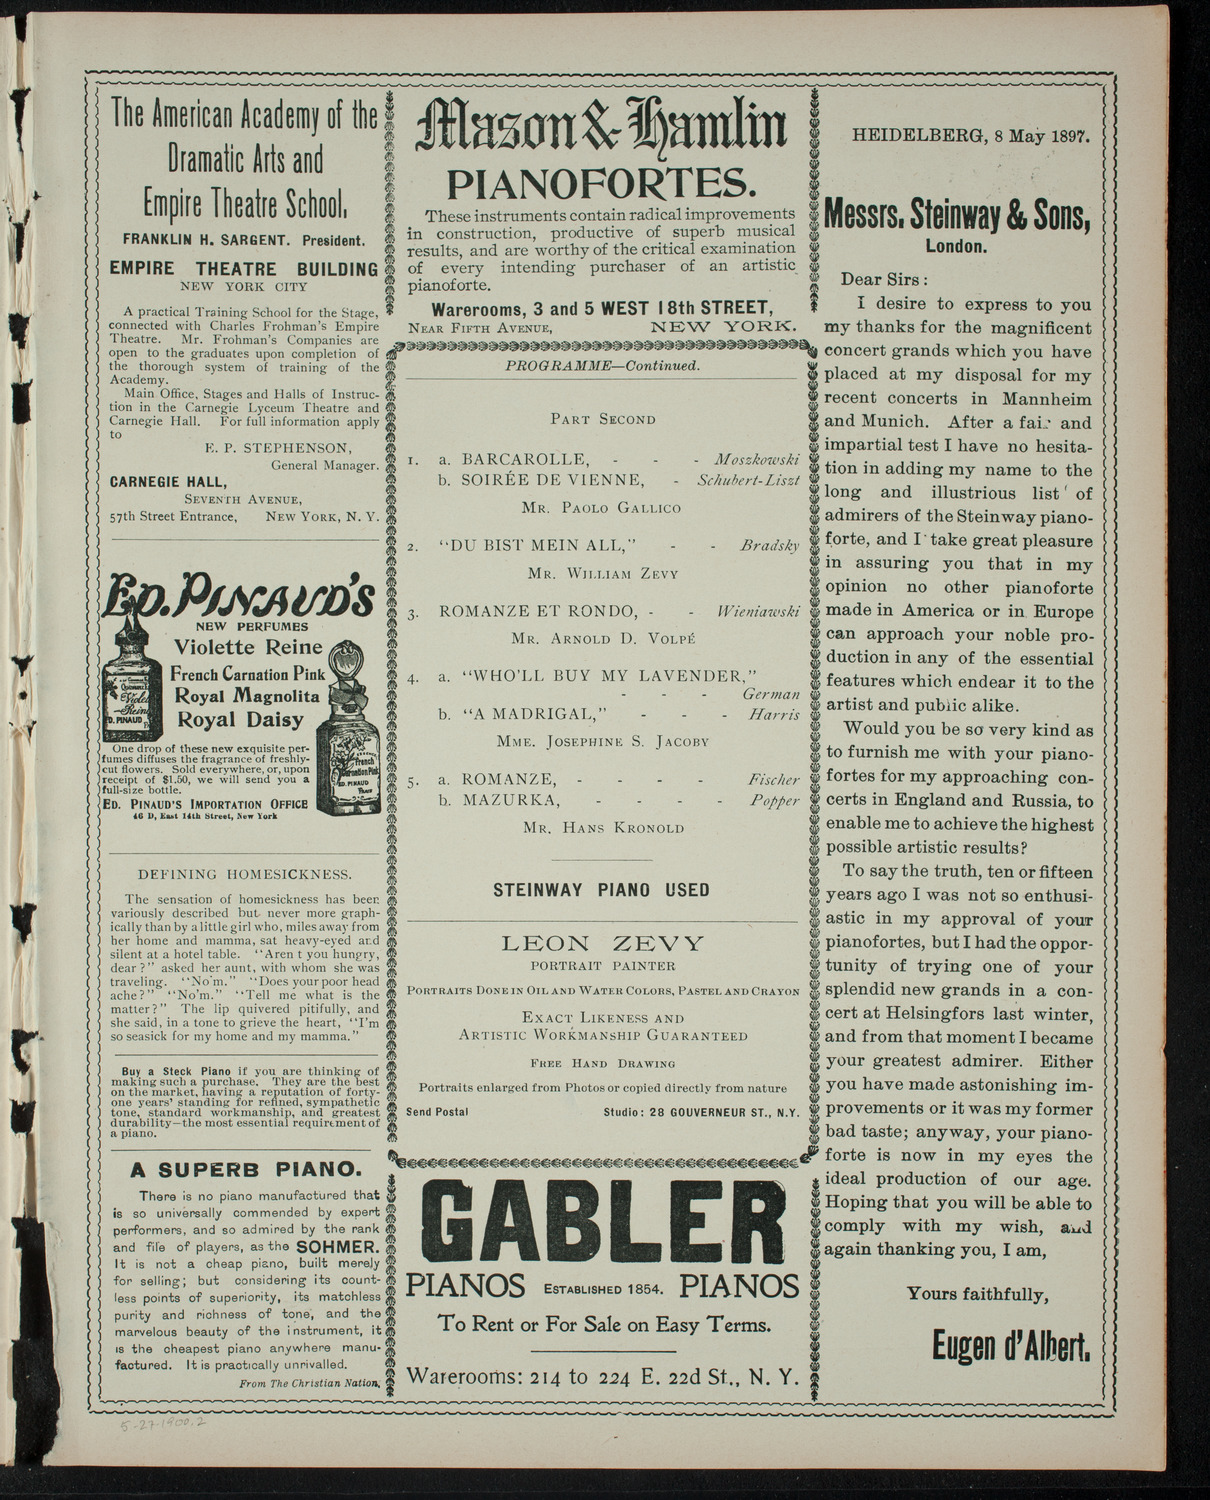 The American Academy of the
Dramatic Arts and
Empire Theatre School.
FRANKLIN H. SARGENT. President.
EMPIRE THEATRE BUILDING
NEW YORK CITY
A practical Training School for the Stage,
connected with Charles Frohman's Empire
Theatre. Mr. Frohman's Companies are
open to the graduates upon completion of
the thorough system of training of the
Academy.
Main Office, Stages and Halls of Instruc-
tion in the Carnegie Lyceum Theatre and
Carnegie Hall. For full information apply
to
E. P. STEPHENSON,
General Manager.
CARNEGIE HALL,
SEVENTH AVENUE,
57th Street Entrance, NEW YORK, N. Y.
ED. PINAUD'S
NEW PERFUMES
Violette Reine
French Carnation Pink
Royal Magnolita
Royal Daisy
One drop of these new exquisite per-
fumes diffuses the fragrance of freshly-
cut flowers. Sold everywhere, or, upon
receipt of $1.50, we will send you a
full-size bottle.
ED. PINAUD'S IMPORTATION OFFICE
46 D, East 14th Street, New York
DEFINING HOMESICKNESS.
The sensation of homesickness has been
variously described but never more graph-
ically than by a little girl who, miles away from
her home and mamma, sat heavy-eyed and
silent at a hotel table. "Aren t you hungry,
dear?" asked her aunt, with whom she was
traveling. "No'm." "Does your poor head
ache?" "No'm." "Tell me what is the
matter?" The lip quivered pitifully, and
she said, in a tone to grieve the heart, "I'm
so seasick for my home and my mamma."
Buy a Steck Piano if you are thinking of
making such a purchase. They are the best
on the market, having a reputation of forty-
one years' standing for refined, sympathetic
tone, standard workmanship, and greatest
durability—the most essential requirement of
a piano.
A SUPERB PIANO.
There is no piano manufactured that
is so universally commended by expert
performers, and so admired by the rank
and file of players, as the SOHMER.
It is not a cheap piano, built merely
for selling; but considering its count-
less points of superiority, its matchless
purity and richness of tone, and the
marvelous beauty of the instrument, it
is the cheapest piano anywhere manu-
factured. It is practically unrivalled.
From The Christian Nation.
5-27-1900.2
Mason & Hamlin
PIANOFORTES.
These instruments contain radical improvements
in construction, productive of superb musical
results, and are worthy of the critical examination
of every intending purchaser of an artistic
pianoforte.
Warerooms, 3 and 5 WEST 18th STREET,
NEAR FIFTH AVENUE, NEW YORK.
PROGRAMME—Continued.
PART SECOND
1. a. BARCAROLLE, - - - Moszkowski
b. SOIRÉE DE VIENNE, - Schubert-Liszt
MR. PAOLO GALLICO
2. "DU BIST MEIN ALL," - - Bradsky
MR. WILLIAM ZEVY
3. ROMANZE ET RONDO, - - Wieniawski
MR. ARNOLD D. VOLPÉ
4. a. "WHO'LL BUY MY LAVENDER,"
- - - German
b. "A MADRIGAL," - - - Harris
MME. JOSEPHINE S. JACOBY
5. a. ROMANZE, - - - - Fischer
b. MAZURKA, - - - - Popper
MR. HANS KRONOLD
STEINWAY PIANO USED
LEON ZEVY
PORTRAIT PAINTER
PORTRAITS DONE IN OIL AND WATER COLORS, PASTEL AND CRAYON
EXACT LIKENESS AND
ARTISTIC WORKMANSHIP GUARANTEED
FREE HAND DRAWING
Portraits enlarged from Photos or copied directly from nature
Send Postal Studio: 28 GOUVERNEUR ST., N.Y.
GABLER
PIANOS ESTABLISHED 1854. PIANOS
To Rent or For Sale on Easy Terms.
Warerooms: 214 to 224 E. 22d St., N. Y.
HEIDELBERG, 8 May 1897.
Messrs. Steinway & Sons,
London.
Dear Sirs:
I desire to express to you
my thanks for the magnificent
concert grands which you have
placed at my disposal for my
recent concerts in Mannheim
and Munich. After a fair and
impartial test I have no hesita-
tion in adding my name to the
long and illustrious list of
admirers of the Steinway piano-
forte, and I take great pleasure
in assuring you that in my
opinion no other pianoforte
made in America or in Europe
can approach your noble pro-
duction in any of the essential
features which endear it to the
artist and public alike.
Would you be so very kind as
to furnish me with your piano-
fortes for my approaching con-
certs in England and Russia, to
enable me to achieve the highest
possible artistic results?
To say the truth, ten or fifteen
years ago I was not so enthusi-
astic in my approval of your
pianofortes, but I had the oppor-
tunity of trying one of your
splendid new grands in a con-
cert at Helsingfors last winter,
and from that moment I became
your greatest admirer. Either
you have made astonishing im-
provements or it was my former
bad taste; anyway, your piano-
forte is now in my eyes the
ideal production of our age.
Hoping that you will be able to
comply with my wish, and
again thanking you, I am,
Yours faithfully,
Eugen d'Albert.